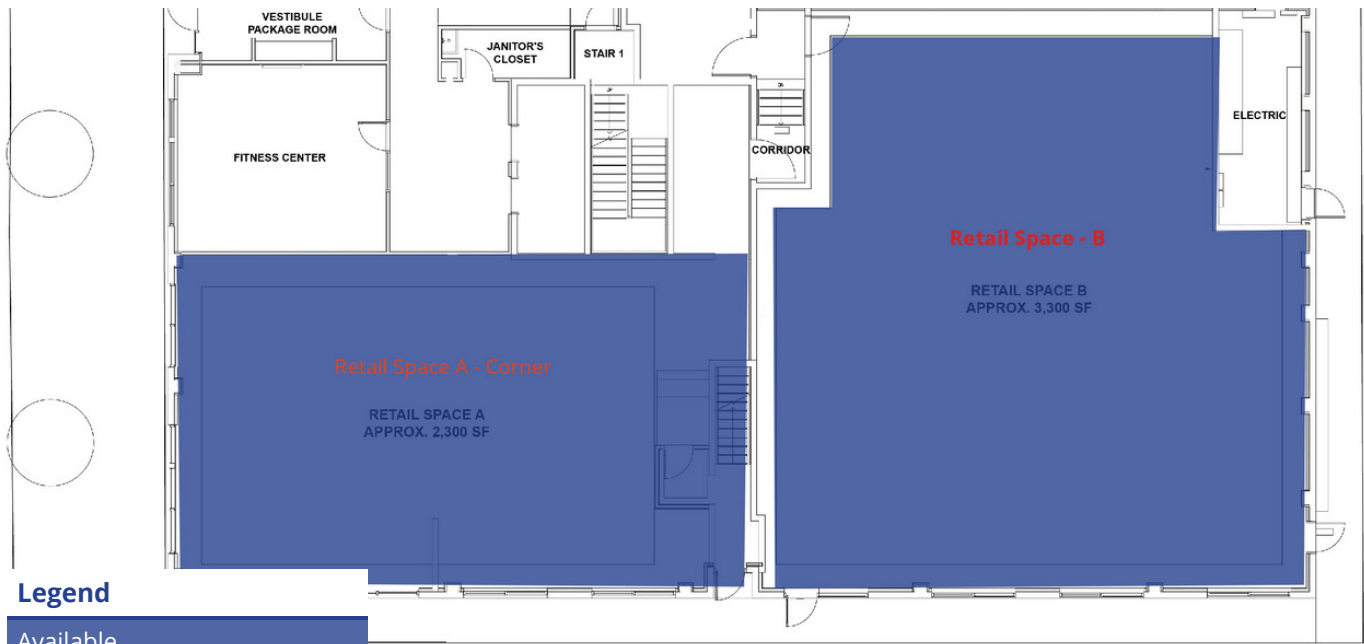 VESTIBULE
PACKAGE ROOM
JANITOR'S
CLOSET
STAIR 1
ELECTRIC
CORRIDOR
FITNESS CENTER
Retail Space - B
RETAIL SPACE B
APPROX. 3,300 SF
Retail Space A - Corner
RETAIL SPACE A
APPROX. 2,300 SF
Legend
Available